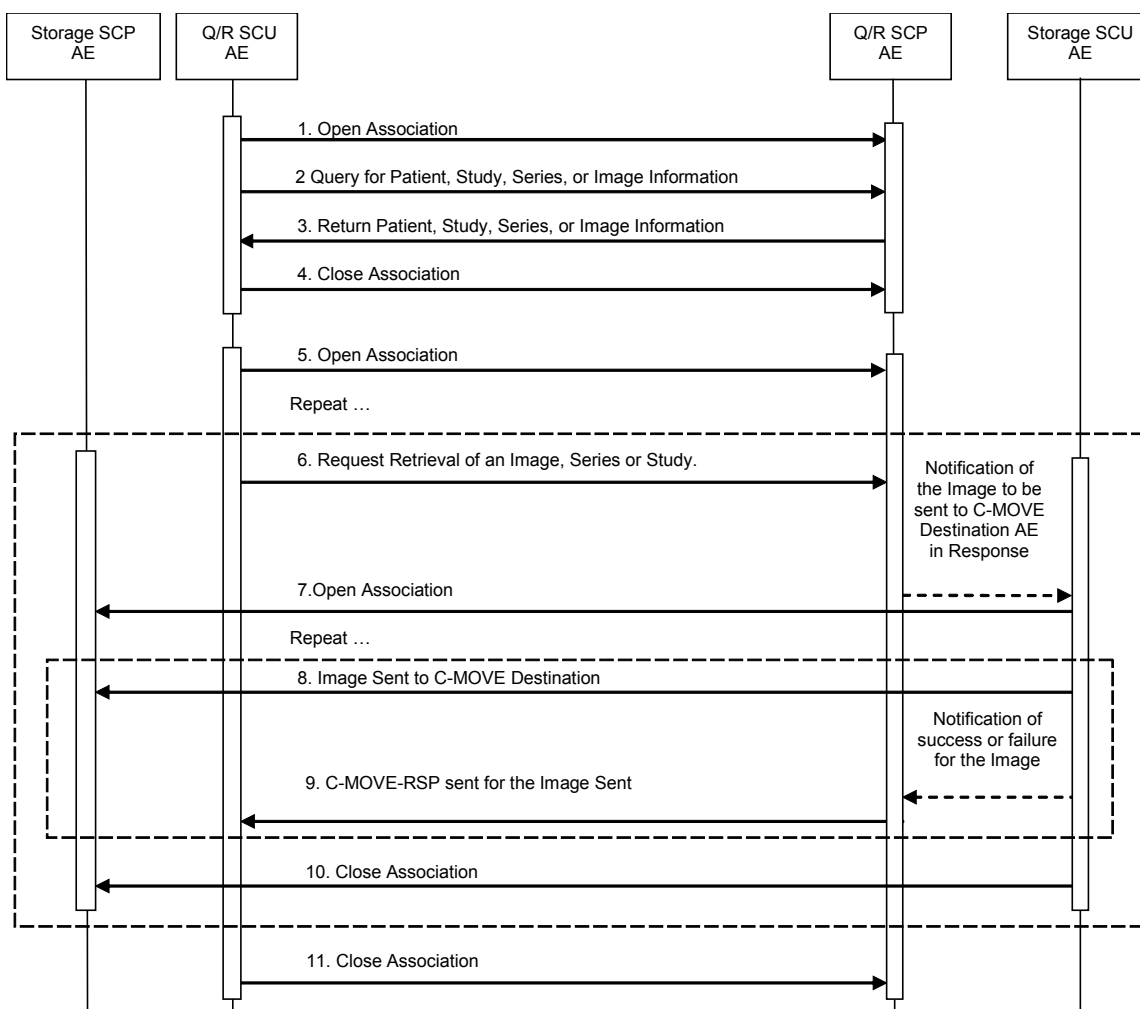 Storage SCP
AE
Q/R SCU
AE
Q/R SCP
AE
Storage SCU
AE
1. Open Association
2 Query for Patient, Study, Series, or Image Information
3. Return Patient, Study, Series, or Image Information
4. Close Association
5. Open Association
Repeat …
6. Request Retrieval of an Image, Series or Study.
Notification of
the Image to be
sent to C-MOVE
Destination AE
in Response
7.Open Association
Repeat …
8. Image Sent to C-MOVE Destination
Notification of
success or failure
for the Image
9. C-MOVE-RSP sent for the Image Sent
10. Close Association
11. Close Association